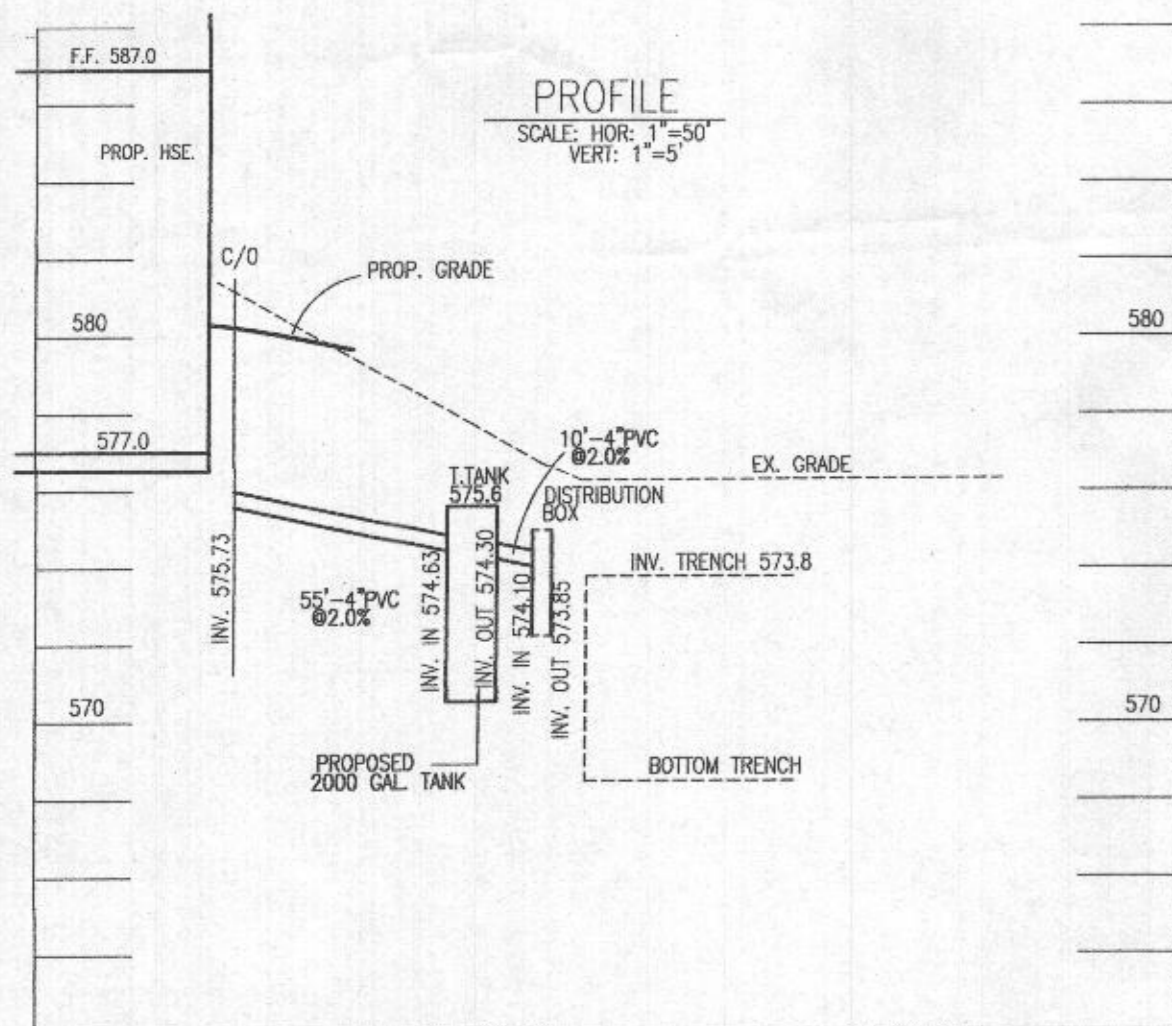 F.F. 587.0
PROFILE
SCALE: HOR: 1"=50'
VERT: 1"=5'
PROP. HSE.
C/O
PROP. GRADE
580
580
577.0
10'-4"PVC
@2.0%
EX. GRADE
T.TANK
575.6
DISTRIBUTION
BOX
INV. 575.73
55'-4"PVC
@2.0%
INV. IN 574.63
INV. OUT 574.30
INV. IN 574.10
INV. OUT 573.85
INV. TRENCH 573.8
570
570
PROPOSED
2000 GAL. TANK
BOTTOM TRENCH